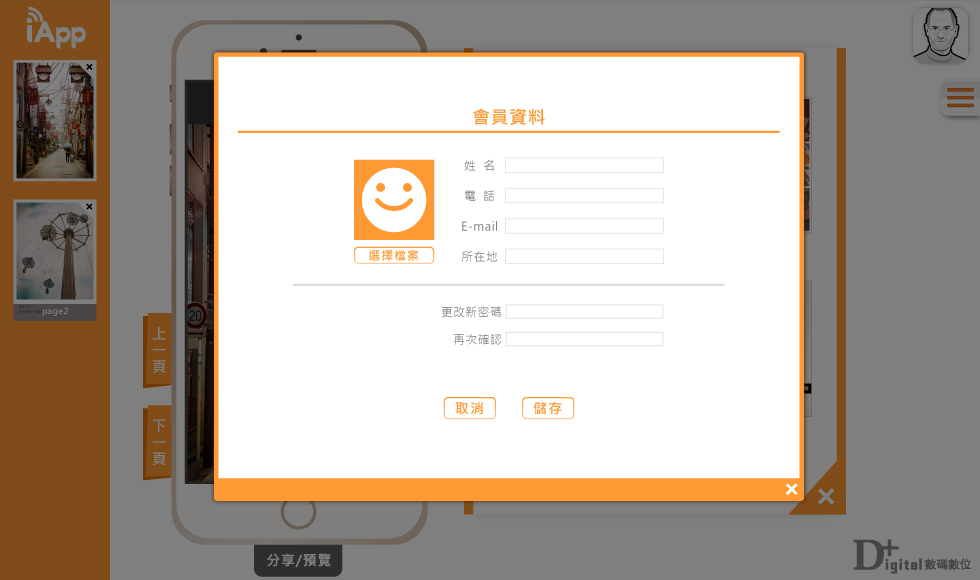 iApp
page2
上一頁
下一頁
20
會員資料
姓 名
電 話
E-mail
所在地
選擇檔案
更改新密碼
再次確認
取消
儲存
分享/預覽
D+igital 數碼數位